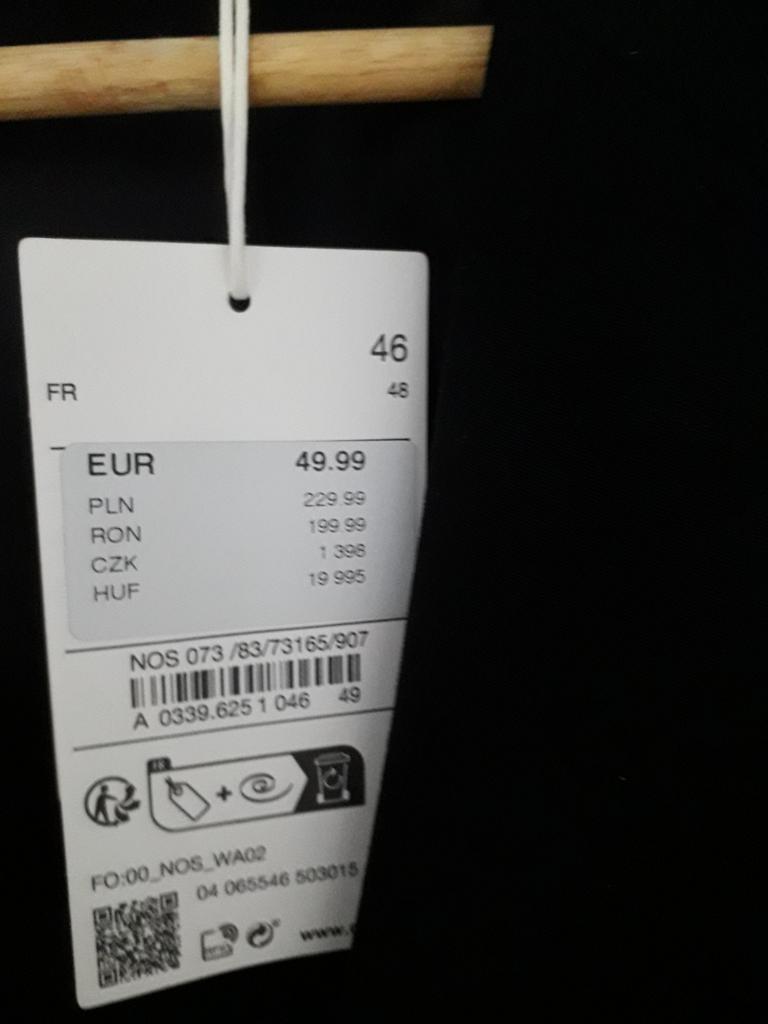 46
FR 48
EUR 49.99
PLN 229.99
RON 199.99
CZK 1 398
HUF 19 995
NOS 073 /83/73165/907
A 0339.625 1 046 49
FR
+
FO:00_NOS_WA02
04 065546 503015
www.